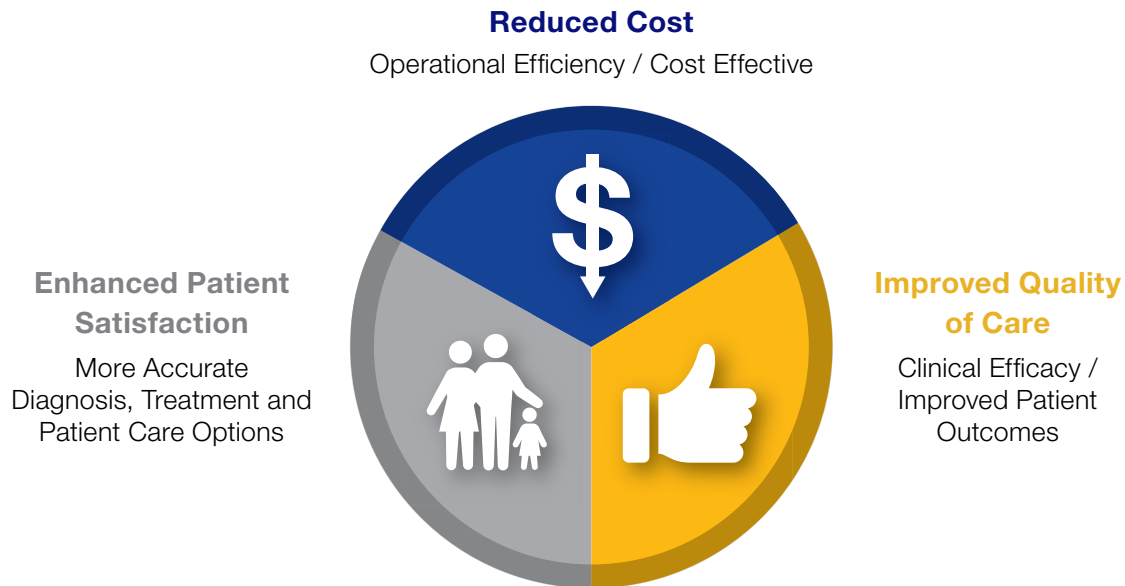 Reduced Cost
Operational Efficiency / Cost Effective
Enhanced Patient
Satisfaction
More Accurate
Diagnosis, Treatment and
Patient Care Options
$
Improved Quality
of Care
Clinical Efficacy /
Improved Patient
Outcomes